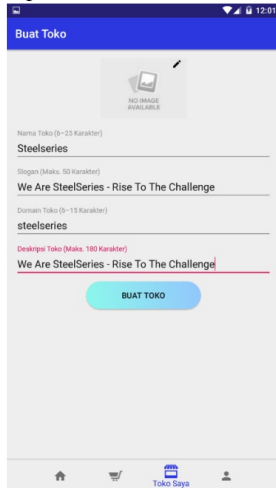 12:01
Buat Toko
NO IMAGE
AVAILABLE
Nama Toko (6-23 Karakter)
Steelseries
Slogan (Maks. 50 Karakter)
We Are SteelSeries - Rise To The Challenge
Domain Toko (6-15 Karakter)
steelseries
Deskripsi Toko (Maks. 180 Karakter)
We Are SteelSeries - Rise To The Challenge
BUAT TOKO
Toko Saya